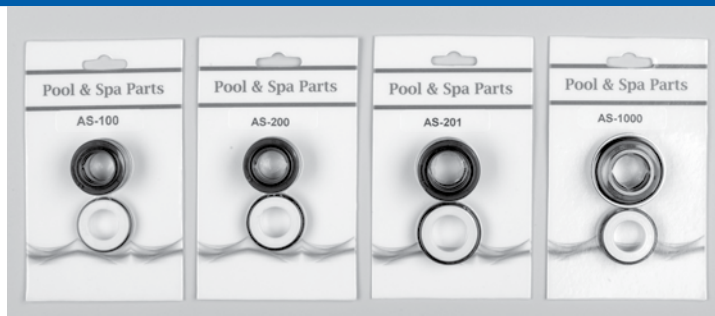 Pool & Spa Parts
AS-100
Pool & Spa Parts
AS-200
Pool & Spa Parts
AS-201
Pool & Spa Parts
AS-1000